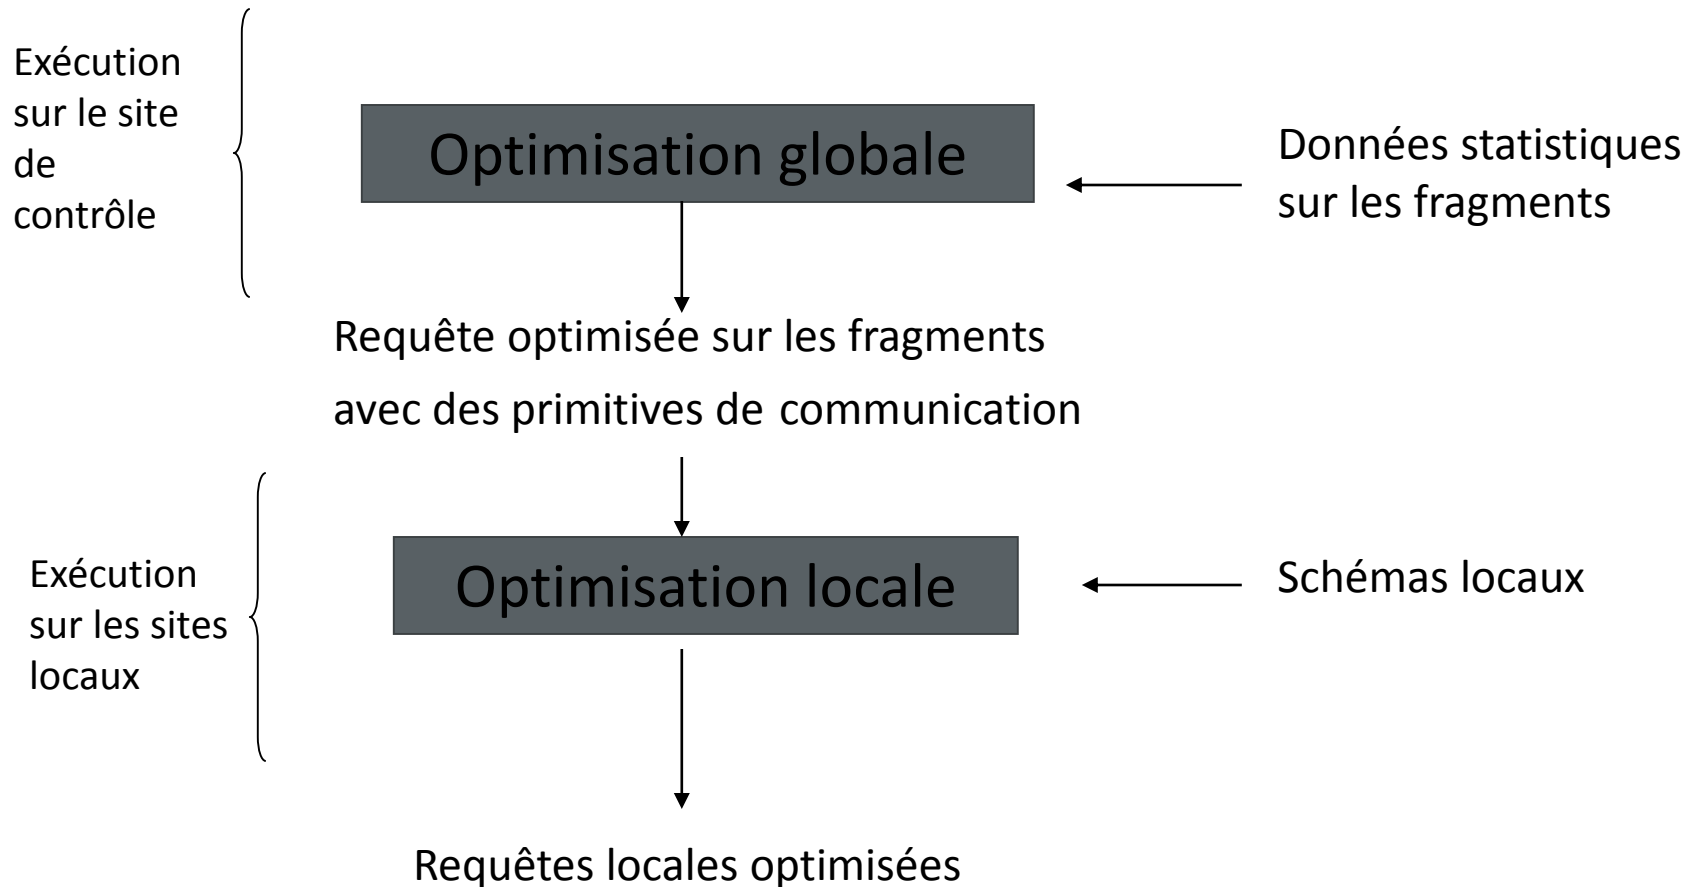 Exécution
sur le site
de
contrôle
Optimisation globale
Données statistiques
sur les fragments
Requête optimisée sur les fragments
avec des primitives de communication
Exécution
sur les sites
locaux
Optimisation locale
Schémas locaux
Requêtes locales optimisées